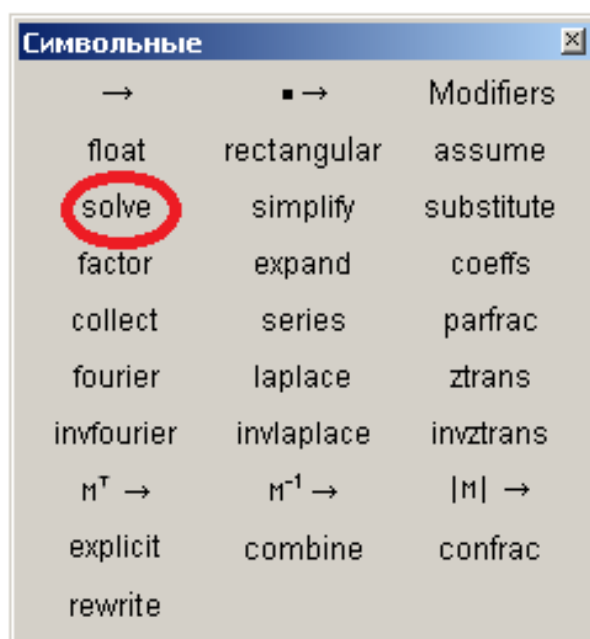 Символьные
→ ▪ → Modifiers
float rectangular assume
solve simplify substitute
factor expand coeffs
collect series parfrac
fourier laplace ztrans
invfourier invlaplace invztrans
Mᵀ → M⁻¹ → |M| →
explicit combine confrac
rewrite